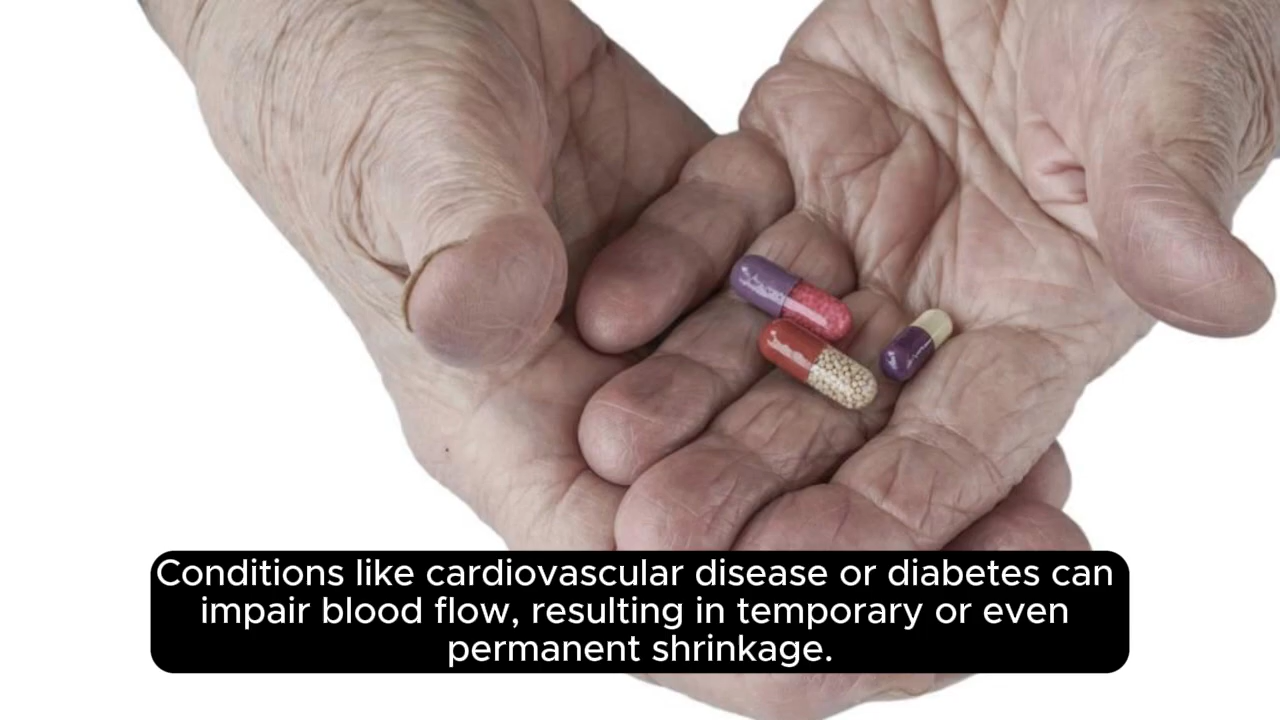 Conditions like cardiovascular disease or diabetes can
impair blood flow, resulting in temporary or even
permanent shrinkage.